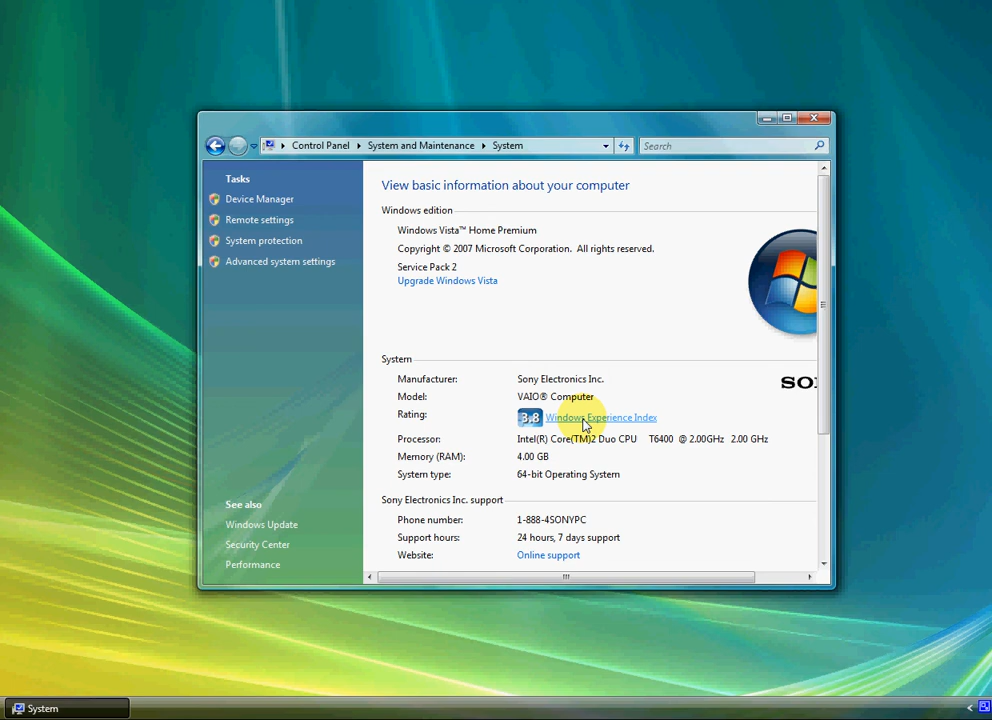 Control Panel System and Maintenance System
Search
Tasks
Device Manager
Remote settings
System protection
Advanced system settings
See also
Windows Update
Security Center
Performance
View basic information about your computer
Windows edition
Windows Vista™ Home Premium
Copyright © 2007 Microsoft Corporation. All rights reserved.
Service Pack 2
Upgrade Windows Vista
System
Manufacturer: Sony Electronics Inc.
SO
Model: VAIO® Computer
Rating: 3.8 Windows Experience Index
Processor: Intel(R) Core(TM)2 Duo CPU T6400 @ 2.00GHz 2.00 GHz
Memory (RAM): 4.00 GB
System type: 64-bit Operating System
Sony Electronics Inc. support
Phone number: 1-888-4SONYPC
Support hours: 24 hours, 7 days support
Website: Online support
System